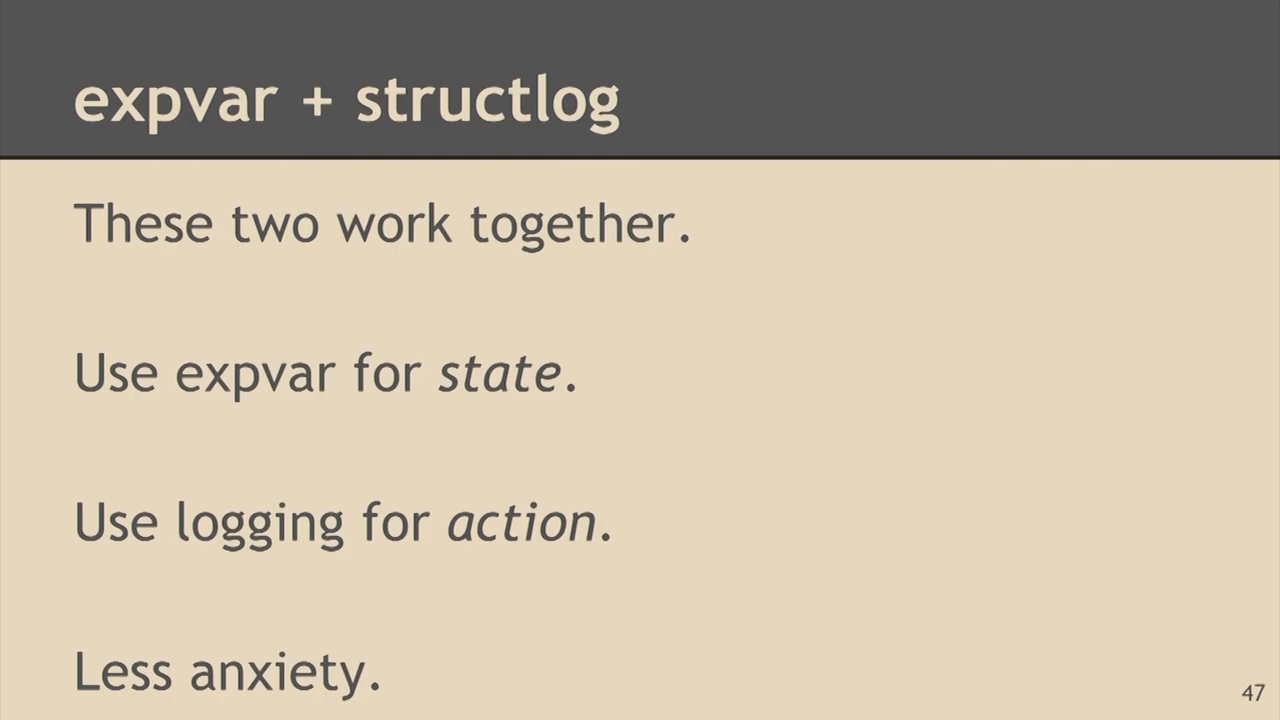 expvar + structlog
These two work together.
Use expvar for state.
Use logging for action.
Less anxiety.
47